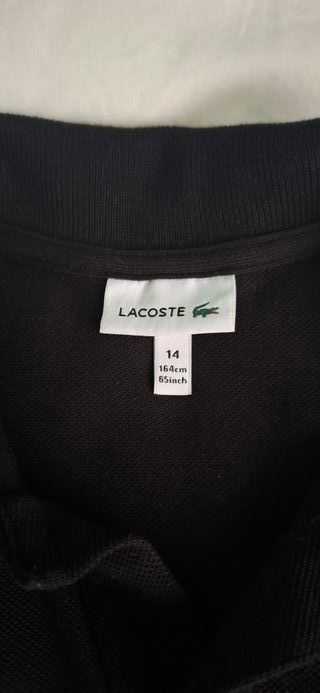 LACOSTE
14
164cm
65inch